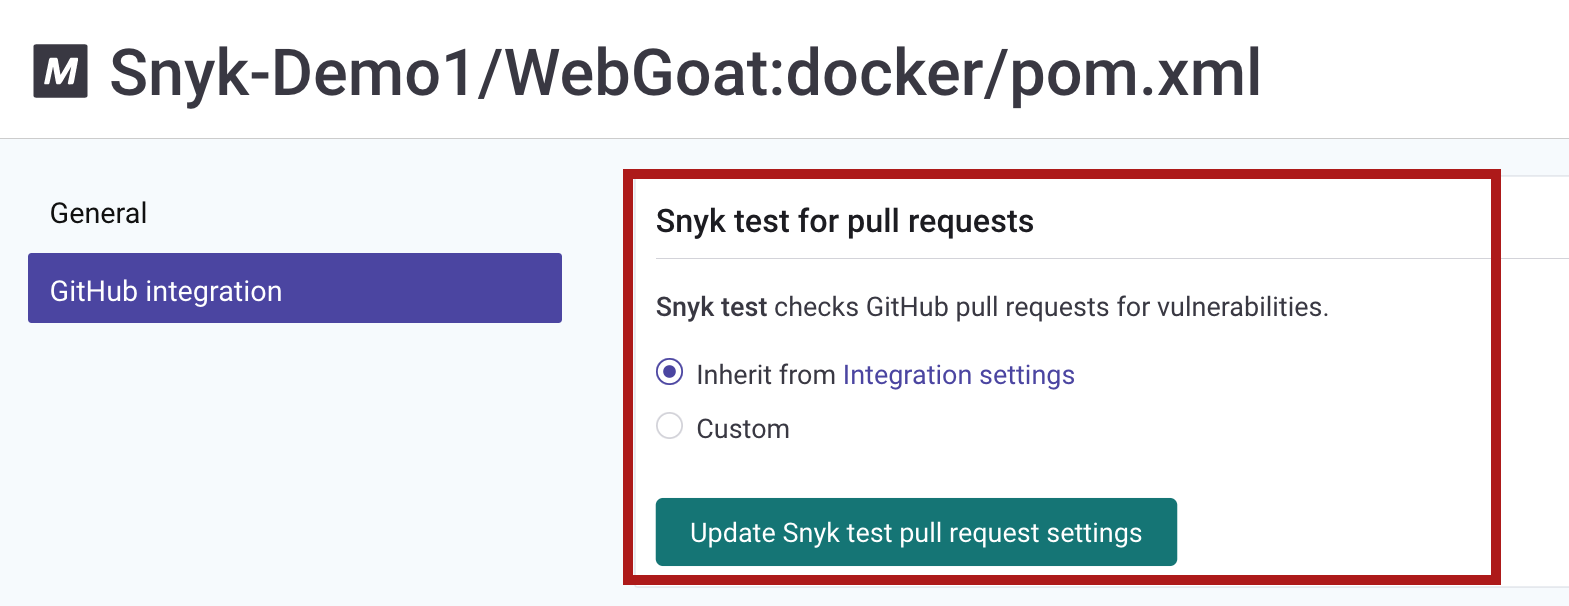 M Snyk-Demo1/WebGoat:docker/pom.xml
General
GitHub integration
Snyk test for pull requests
Snyk test checks GitHub pull requests for vulnerabilities.
Inherit from Integration settings
Custom
Update Snyk test pull request settings